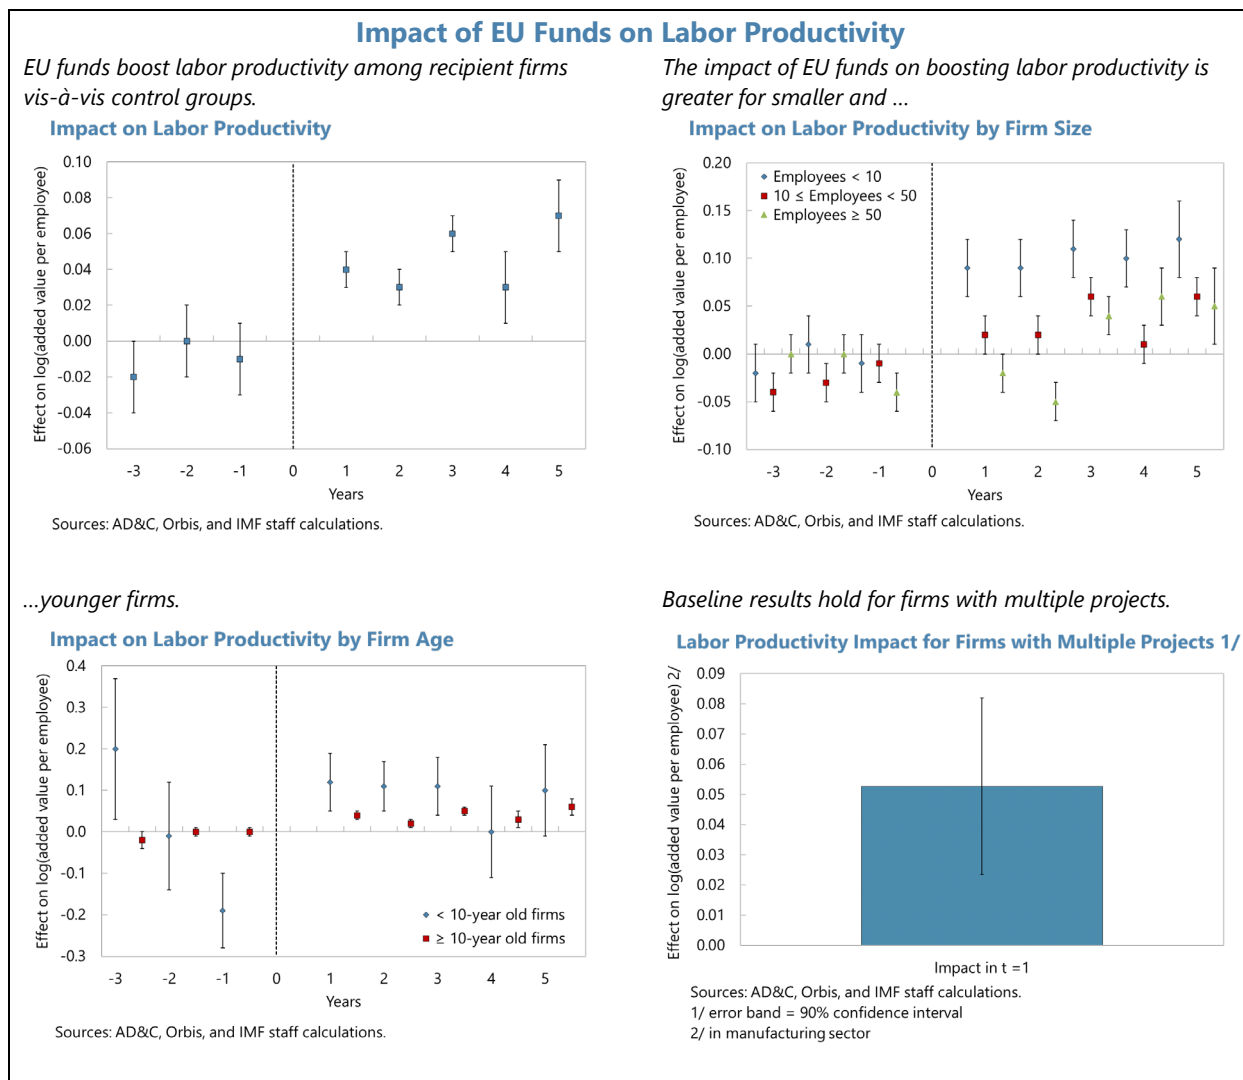 Impact of EU Funds on Labor Productivity
EU funds boost labor productivity among recipient firms
vis-à-vis control groups.
Impact on Labor Productivity
Effect on log(added value per employee)
0.10
0.08
0.06
0.04
0.02
0.00
-0.02
-0.04
-0.06
-3 -2 -1 0 1 2 3 4 5
Years
Sources: AD&C, Orbis, and IMF staff calculations.
The impact of EU funds on boosting labor productivity is
greater for smaller and ...
Impact on Labor Productivity by Firm Size
Effect on log(added value per employee)
0.20
0.15
0.10
0.05
0.00
-0.05
-0.10
Employees < 10
10 ≤ Employees < 50
Employees ≥ 50
-3 -2 -1 0 1 2 3 4 5
Years
Sources: AD&C, Orbis, and IMF staff calculations.
...younger firms.
Impact on Labor Productivity by Firm Age
Effect on log(added value per employee)
0.4
0.3
0.2
0.1
0.0
-0.1
-0.2
-0.3
< 10-year old firms
≥ 10-year old firms
-3 -2 -1 0 1 2 3 4 5
Years
Sources: AD&C, Orbis, and IMF staff calculations.
Baseline results hold for firms with multiple projects.
Labor Productivity Impact for Firms with Multiple Projects 1/
Effect on log(added value per employee) 2/
0.09
0.08
0.07
0.06
0.05
0.04
0.03
0.02
0.01
0.00
Impact in t =1
Sources: AD&C, Orbis, and IMF staff calculations.
1/ error band = 90% confidence interval
2/ in manufacturing sector